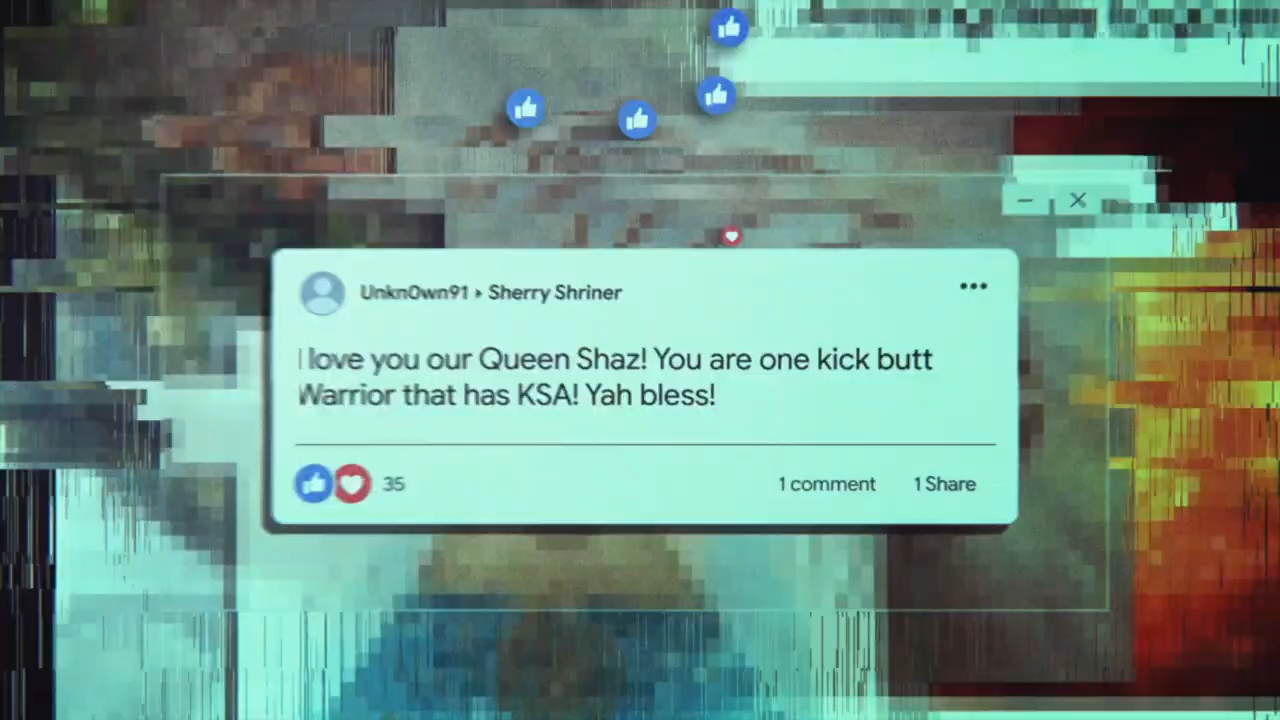 Unkn0wn91 ▸ Sherry Shriner
I love you our Queen Shaz! You are one kick butt
Warrior that has KSA! Yah bless!
35
1 comment
1 Share